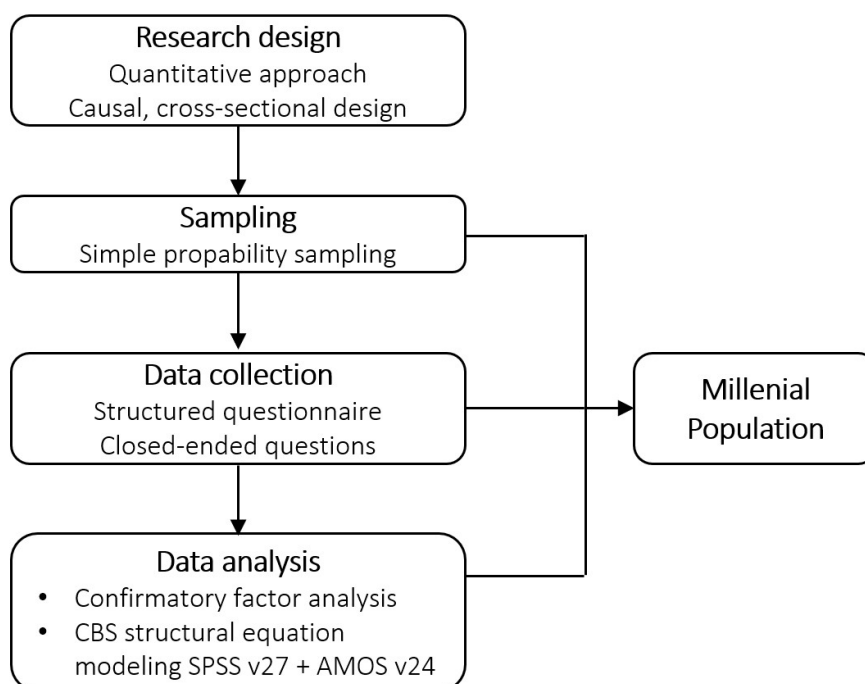 Research design
Quantitative approach
Causal, cross-sectional design
Sampling
Simple propability sampling
Data collection
Structured questionnaire
Closed-ended questions
Millenial
Population
Data analysis
• Confirmatory factor analysis
• CBS structural equation
modeling SPSS v27 + AMOS v24